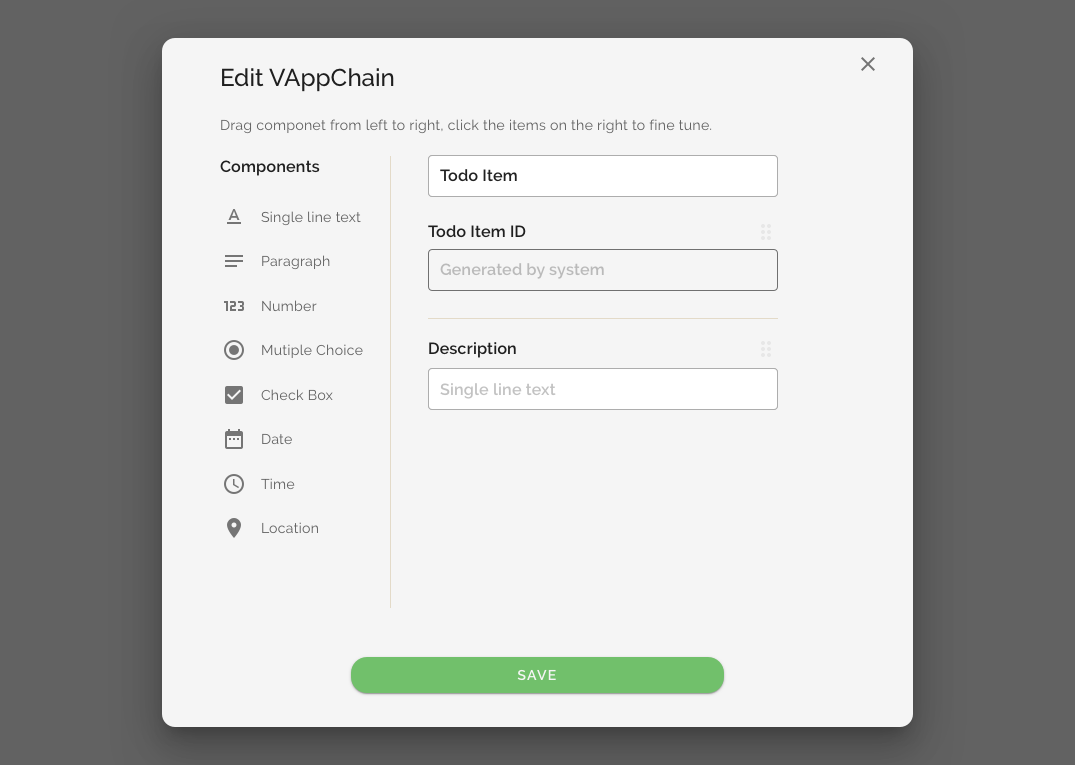 Edit VAppChain
Drag componet from left to right, click the items on the right to fine tune.
Components
Single line text
Paragraph
123 Number
Mutiple Choice
Check Box
Date
Time
Location
Todo Item
Todo Item ID
Generated by system
Description
Single line text
SAVE